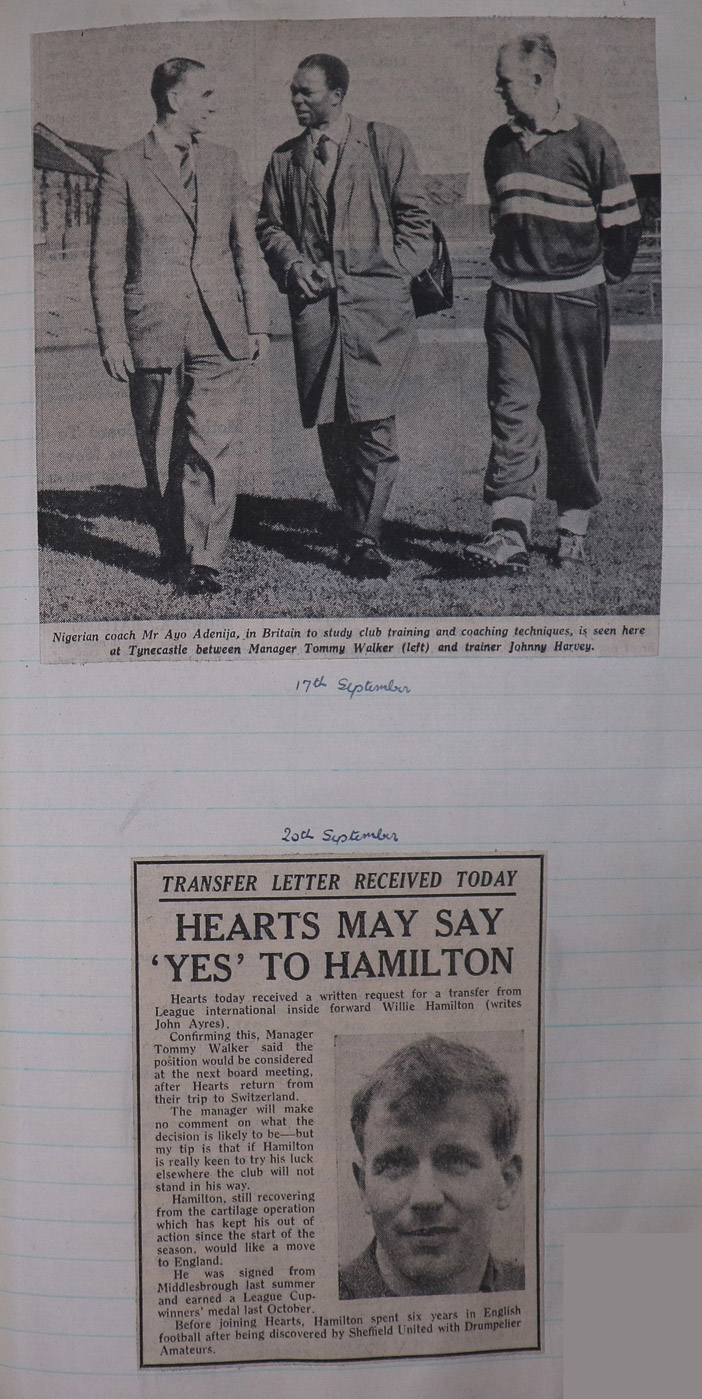 Nigerian coach Mr Ayo Adenija, in Britain to study club training and coaching techniques, is seen here
at Tynecastle between Manager Tommy Walker (left) and trainer Johnny Harvey.
17th September
20th September
TRANSFER LETTER RECEIVED TODAY
HEARTS MAY SAY
‘YES’ TO HAMILTON
Hearts today received a written request for a transfer from
League international inside forward Willie Hamilton (writes
John Ayres).
Confirming this, Manager
Tommy Walker said the
position would be considered
at the next board meeting,
after Hearts return from
their trip to Switzerland.
The manager will make
no comment on what the
decision is likely to be—but
my tip is that if Hamilton
is really keen to try his luck
elsewhere the club will not
stand in his way.
Hamilton, still recovering
from the cartilage operation
which has kept his out of
action since the start of the
season, would like a move
to England.
He was signed from
Middlesbrough last summer
and earned a League Cup-
winners' medal last October.
Before joining Hearts, Hamilton spent six years in English
football after being discovered by Sheffield United with Drumpelier
Amateurs.